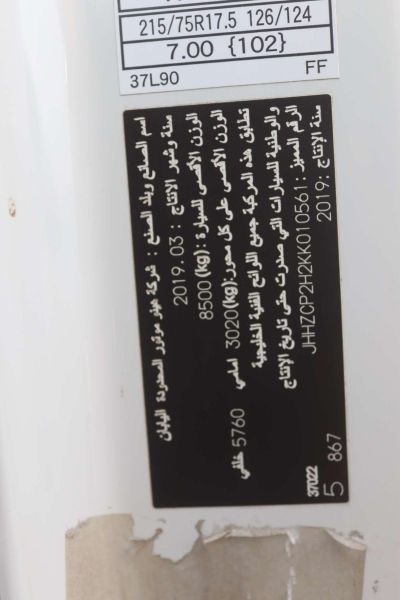 215/75R17.5 126/124
7.00 {102}
37L90 FF
اسم الصانع وبلد الصنع : شركة هينو موتورز المحدودة اليابان
سنة وشهر الانتاج : 2019.03
الوزن الأقصى للسيارة :(kg) 8500
الوزن الأقصى على كل محور:(kg)3020 امامي 5760 خلفي
تطابق هذه المركبة جميع اللوائح الفنية الخليجية
والوطنية للسيارات التي صدرت حتى تاريخ الإنتاج
الرقم المميز :JHHZCP2H2KK010561
سنة الإنتاج :2019
37022
5 867